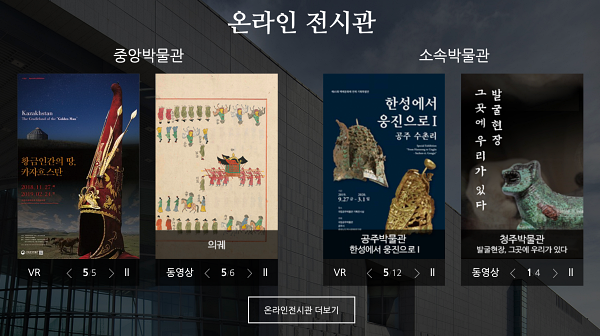 온라인 전시관
중앙박물관
소속박물관
Kazakhstan
The Cradleland of the 'Golden Man'
황금인간의 땅,
카자흐스탄
2018.11.27
2019.02.24
의궤
한성에서
웅진으로 I
공주 수촌리
9.27 - 3.1
공주박물관
한성에서 웅진으로 I
발굴현장,
그곳에 우리가 있다
청주박물관
발굴현장, 그곳에 우리가 있다
VR < 5 5 > II
동영상 < 5 6 > II
VR < 5 12 > II
동영상 < 1 4 > II
온라인전시관 더보기